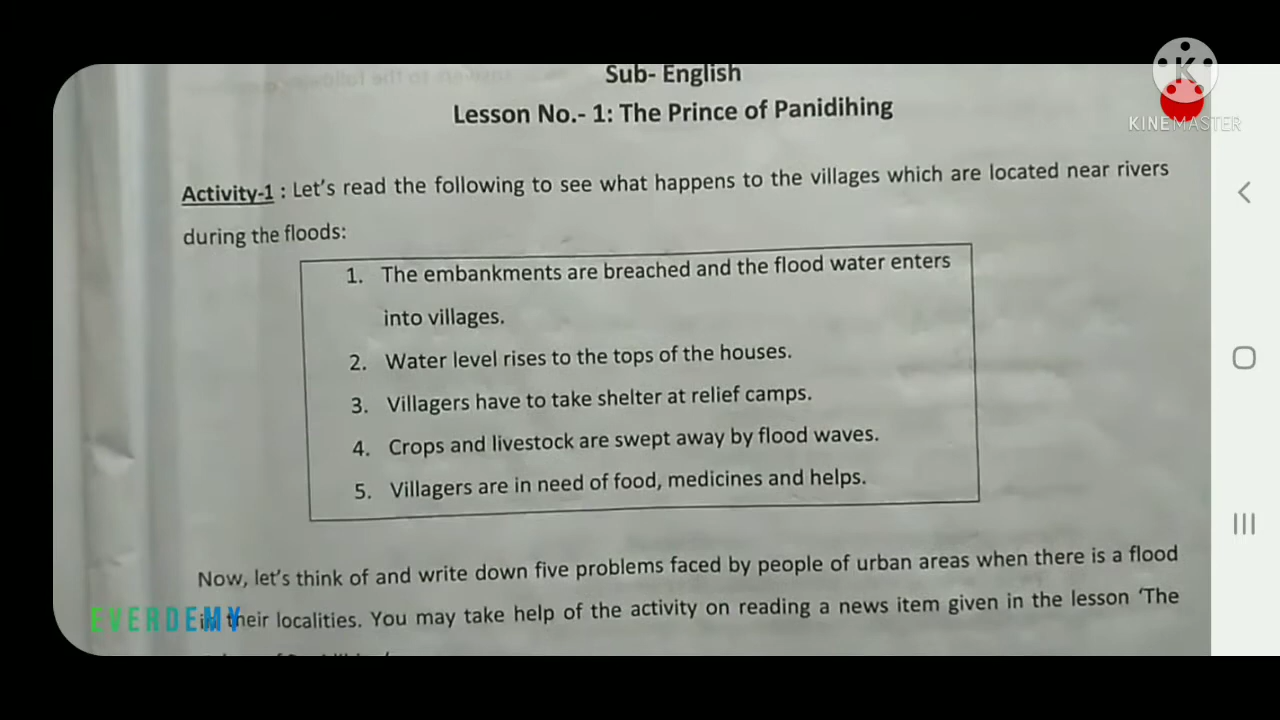 Sub- English
Lesson No.- 1: The Prince of Panidihing
KINEMASTER
Activity-1 : Let's read the following to see what happens to the villages which are located near rivers
during the floods:
1. The embankments are breached and the flood water enters
into villages.
2. Water level rises to the tops of the houses.
3. Villagers have to take shelter at relief camps.
4. Crops and livestock are swept away by flood waves.
5. Villagers are in need of food, medicines and helps.
Now, let's think of and write down five problems faced by people of urban areas when there is a flood
EVERDEMY
in their localities. You may take help of the activity on reading a news item given in the lesson 'The